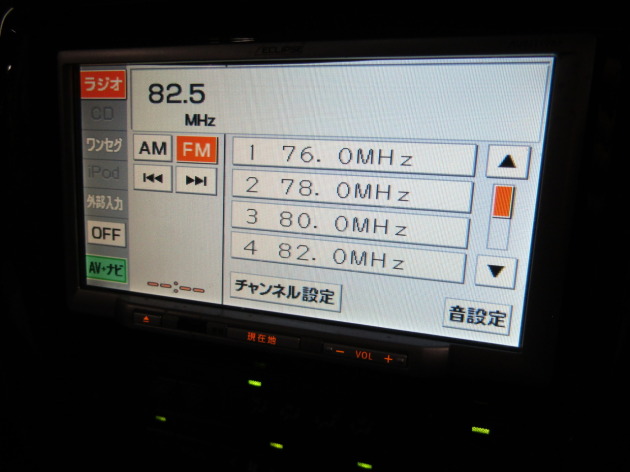 ECLIPSE
ラジオ
82.5
MHz
CD
ワンセグ
AM
FM
1 76. 0MHz
iPod
2 78. 0MHz
外部入力
3 80. 0MHz
OFF
4 82. 0MHz
AV・ナビ
--:--
チャンネル設定
音設定
現在地
− VOL +